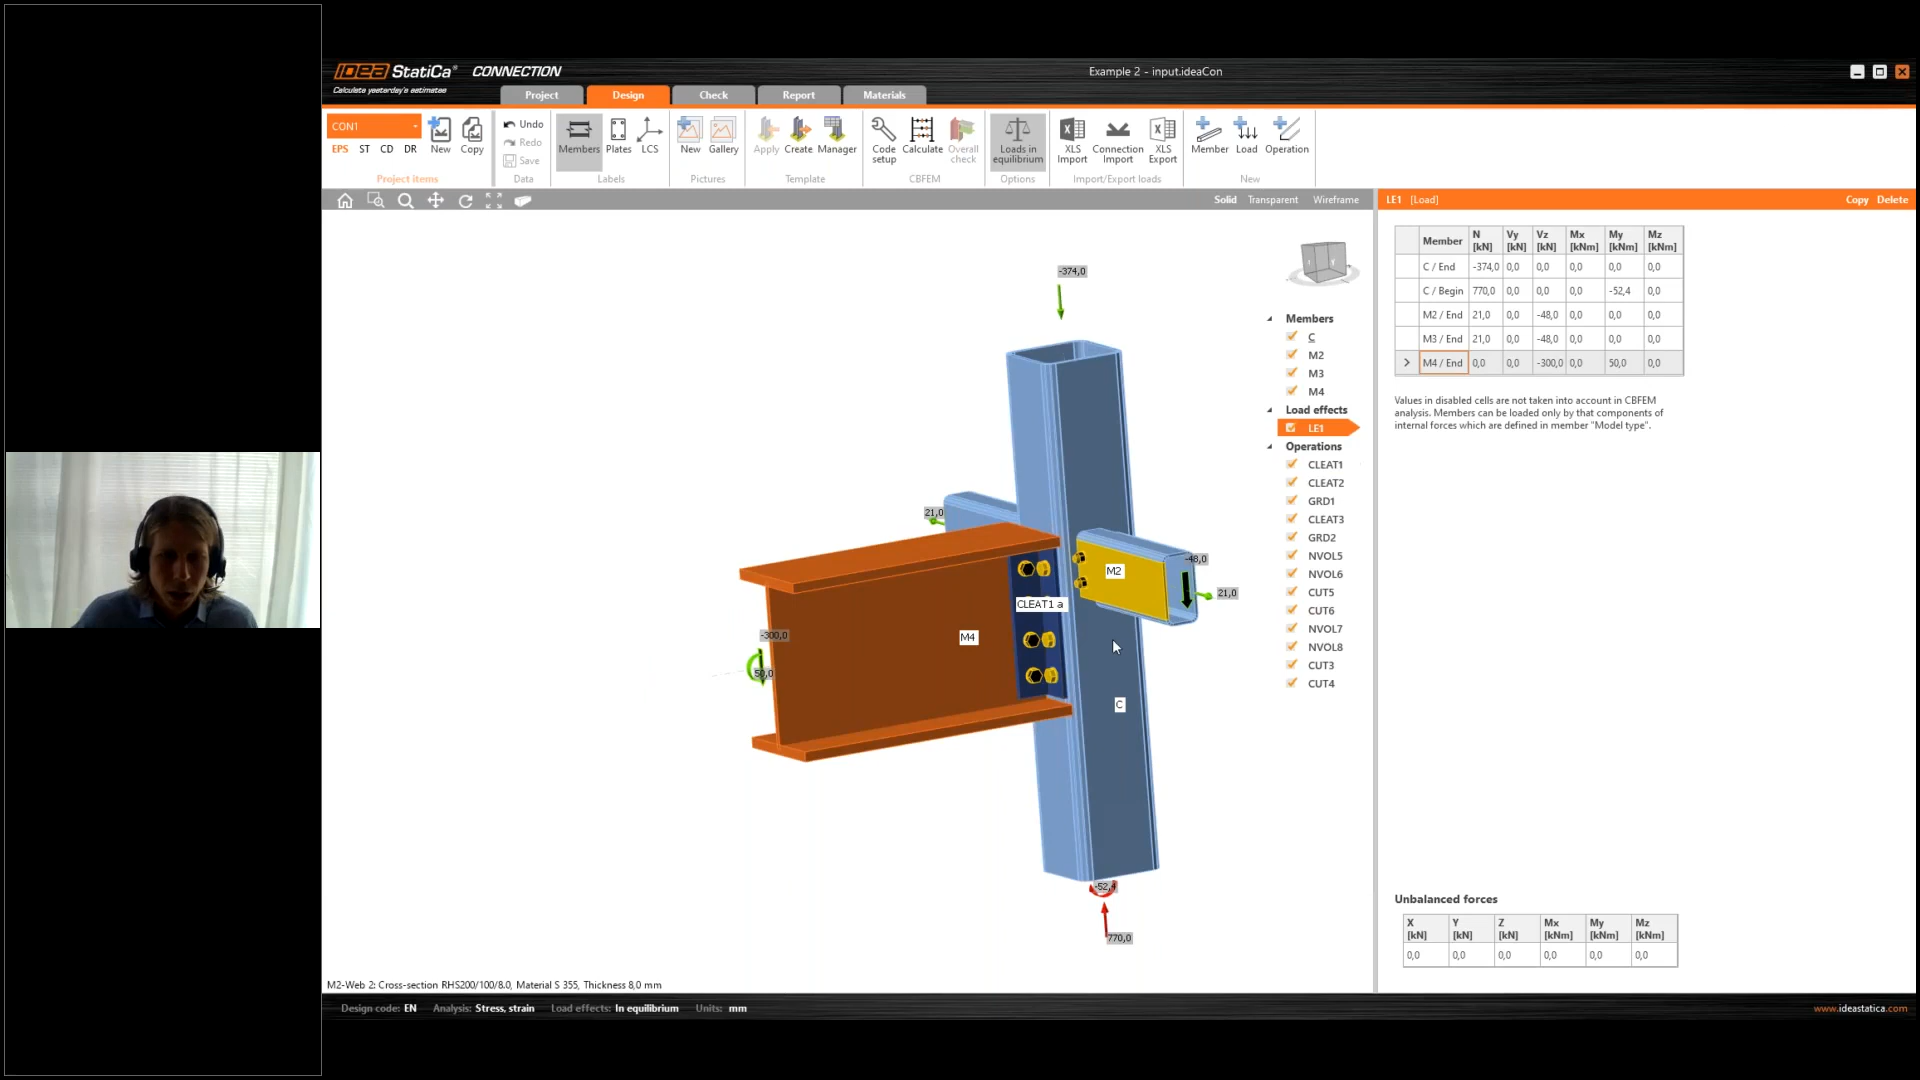 IDEA StatiCa® CONNECTION
Calculate yesterday's estimates
Example 2 - input.ideaCon
Project Design Check Report Materials
CON1
EPS ST CD DR
New Copy
Project items
Undo
Redo
Save
Data
Members Plates LCS
Labels
New Gallery
Pictures
Apply Create Manager
Template
Code setup Calculate Overall check
CBFEM
Loads in equilibrium
Options
XLS Import Connection Import XLS Export
Import/Export loads
Member Load Operation
New
Solid Transparent Wireframe
LE1 [Load] Copy Delete
Member N [kN] Vy [kN] Vz [kN] Mx [kNm] My [kNm] Mz [kNm]
C / End -374,0 0,0 0,0 0,0 0,0 0,0
C / Begin 770,0 0,0 0,0 0,0 -52,4 0,0
M2 / End 21,0 0,0 -48,0 0,0 0,0 0,0
M3 / End 21,0 0,0 -48,0 0,0 0,0 0,0
> M4 / End 0,0 0,0 -300,0 0,0 50,0 0,0
Values in disabled cells are not taken into account in CBFEM
analysis. Members can be loaded only by that components of
internal forces which are defined in member "Model type".
Members
C
M2
M3
M4
Load effects
LE1
Operations
CLEAT1
CLEAT2
GRD1
CLEAT3
GRD2
NVOL5
NVOL6
CUT5
CUT6
NVOL7
NVOL8
CUT3
CUT4
-374,0
21,0
-48,0
M2
21,0
CLEAT1 a
-300,0
M4
50,0
C
-52,4
770,0
Unbalanced forces
X [kN] Y [kN] Z [kN] Mx [kNm] My [kNm] Mz [kNm]
0,0 0,0 0,0 0,0 0,0 0,0
M2-Web 2: Cross-section RHS200/100/8.0, Material S 355, Thickness 8,0 mm
Design code: EN Analysis: Stress, strain Load effects: In equilibrium Units: mm
www.ideastatica.com